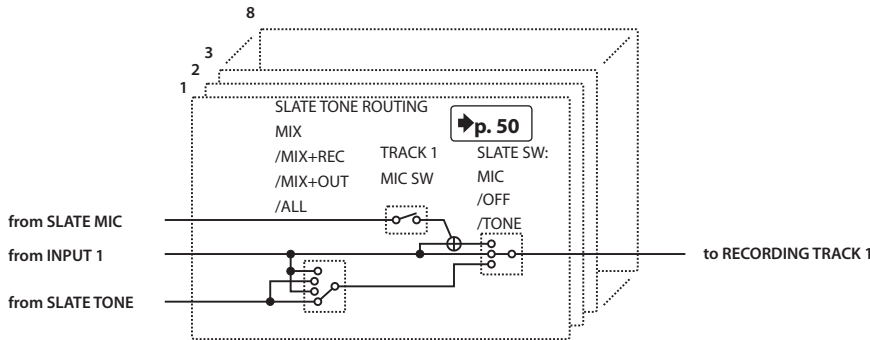 8
3
2
1
SLATE TONE ROUTING
MIX
/MIX+REC
/MIX+OUT
/ALL
TRACK 1
MIC SW
p. 50
SLATE SW:
MIC
/OFF
/TONE
from SLATE MIC
from INPUT 1
from SLATE TONE
to RECORDING TRACK 1